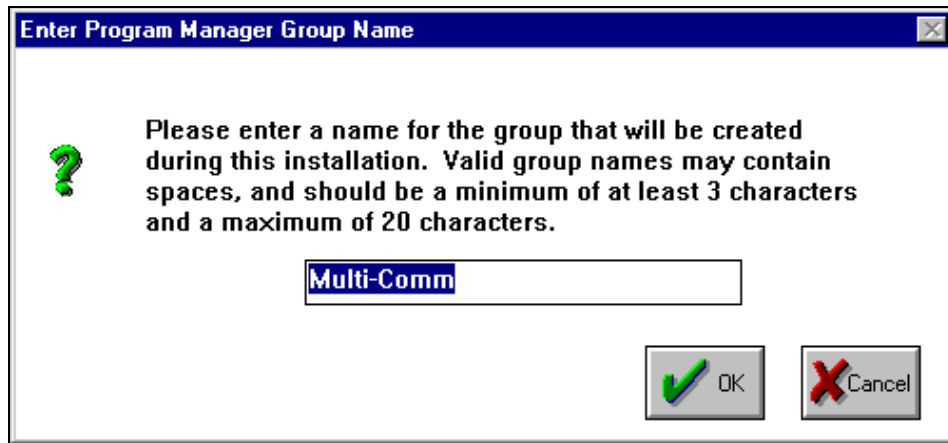 Enter Program Manager Group Name
Please enter a name for the group that will be created
during this installation.  Valid group names may contain
spaces, and should be a minimum of at least 3 characters
and a maximum of 20 characters.
Multi-Comm
OK
Cancel